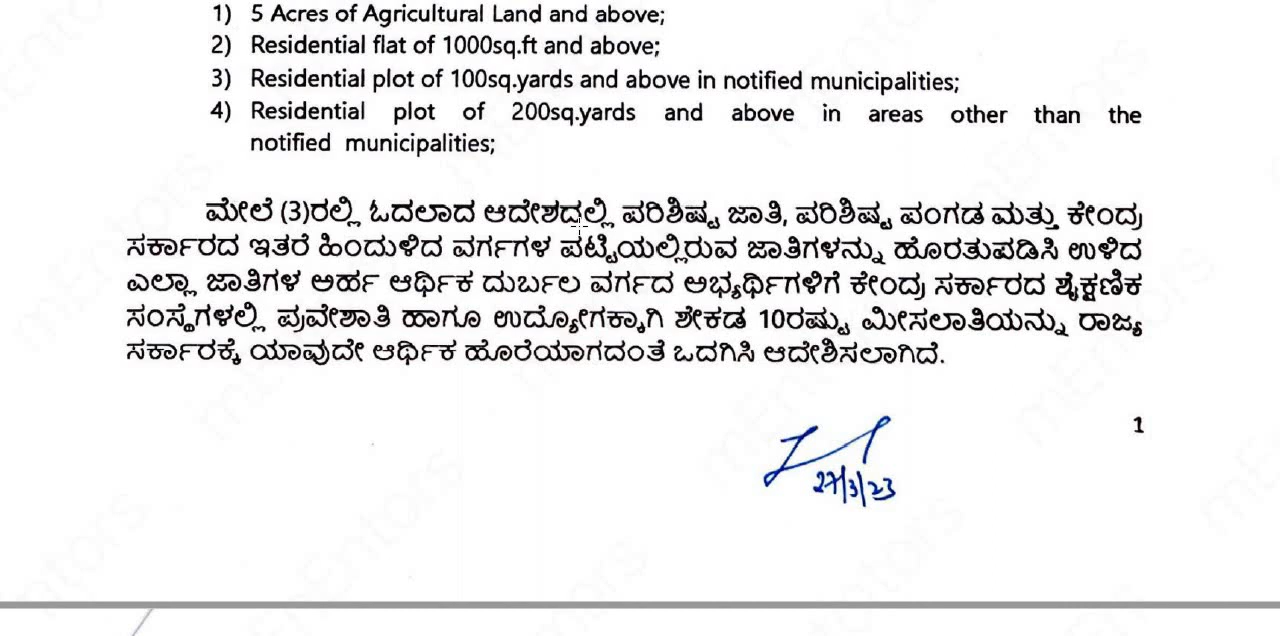 1) 5 Acres of Agricultural Land and above;
2) Residential flat of 1000sq.ft and above;
3) Residential plot of 100sq.yards and above in notified municipalities;
4) Residential plot of 200sq.yards and above in areas other than the
notified municipalities;
ಮೇಲೆ (3)ರಲ್ಲಿ ಓದಲಾದ ಆದೇಶದಲ್ಲಿ ಪರಿಶಿಷ್ಟ ಜಾತಿ, ಪರಿಶಿಷ್ಟ ಪಂಗಡ ಮತ್ತು ಕೇಂದ್ರ
ಸರ್ಕಾರದ ಇತರೆ ಹಿಂದುಳಿದ ವರ್ಗಗಳ ಪಟ್ಟಿಯಲ್ಲಿರುವ ಜಾತಿಗಳನ್ನು ಹೊರತುಪಡಿಸಿ ಉಳಿದ
ಎಲ್ಲಾ ಜಾತಿಗಳ ಅರ್ಹ ಆರ್ಥಿಕ ದುರ್ಬಲ ವರ್ಗದ ಅಭ್ಯರ್ಥಿಗಳಿಗೆ ಕೇಂದ್ರ ಸರ್ಕಾರದ ಶೈಕ್ಷಣಿಕ
ಸಂಸ್ಥೆಗಳಲ್ಲಿ ಪ್ರವೇಶಾತಿ ಹಾಗೂ ಉದ್ಯೋಗಕ್ಕಾಗಿ ಶೇಕಡ 10ರಷ್ಟು ಮೀಸಲಾತಿಯನ್ನು ರಾಜ್ಯ
ಸರ್ಕಾರಕ್ಕೆ ಯಾವುದೇ ಆರ್ಥಿಕ ಹೊರೆಯಾಗದಂತೆ ಒದಗಿಸಿ ಆದೇಶಿಸಲಾಗಿದೆ.
1
27/3/23
mEntors